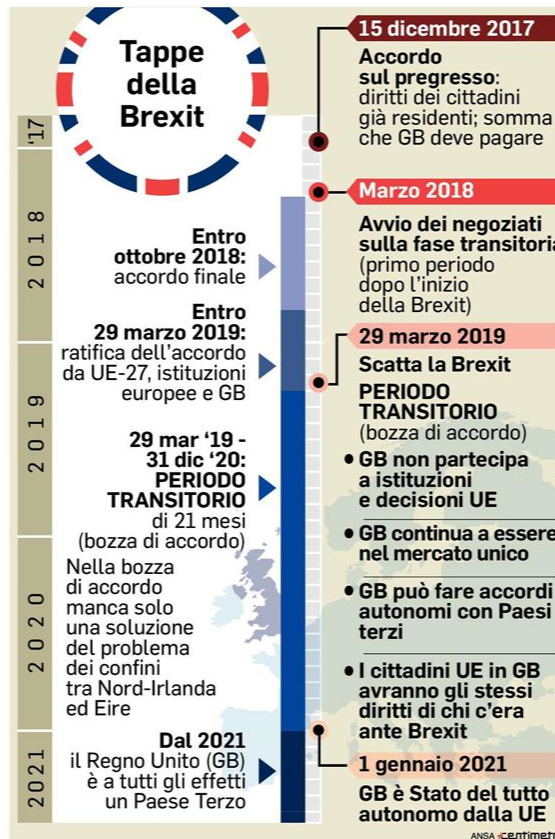 Tappe
della
Brexit
'17
2018
2019
2020
2021
Entro
ottobre 2018:
accordo finale
Entro
29 marzo 2019:
ratifica dell'accordo
da UE-27, istituzioni
europee e GB
29 mar '19 -
31 dic '20:
PERIODO
TRANSITORIO
di 21 mesi
(bozza di accordo)
Nella bozza
di accordo
manca solo
una soluzione
del problema
dei confini
tra Nord-Irlanda
ed Eire
Dal 2021
il Regno Unito (GB)
è a tutti gli effetti
un Paese Terzo
15 dicembre 2017
Accordo
sul pregresso:
diritti dei cittadini
già residenti; somma
che GB deve pagare
Marzo 2018
Avvio dei negoziati
sulla fase transitoria
(primo periodo
dopo l'inizio
della Brexit)
29 marzo 2019
Scatta la Brexit
PERIODO
TRANSITORIO
(bozza di accordo)
• GB non partecipa
a istituzioni
e decisioni UE
• GB continua a essere
nel mercato unico
• GB può fare accordi
autonomi con Paesi
terzi
• I cittadini UE in GB
avranno gli stessi
diritti di chi c'era
ante Brexit
1 gennaio 2021
GB è Stato del tutto
autonomo dalla UE
ANSA centimetri